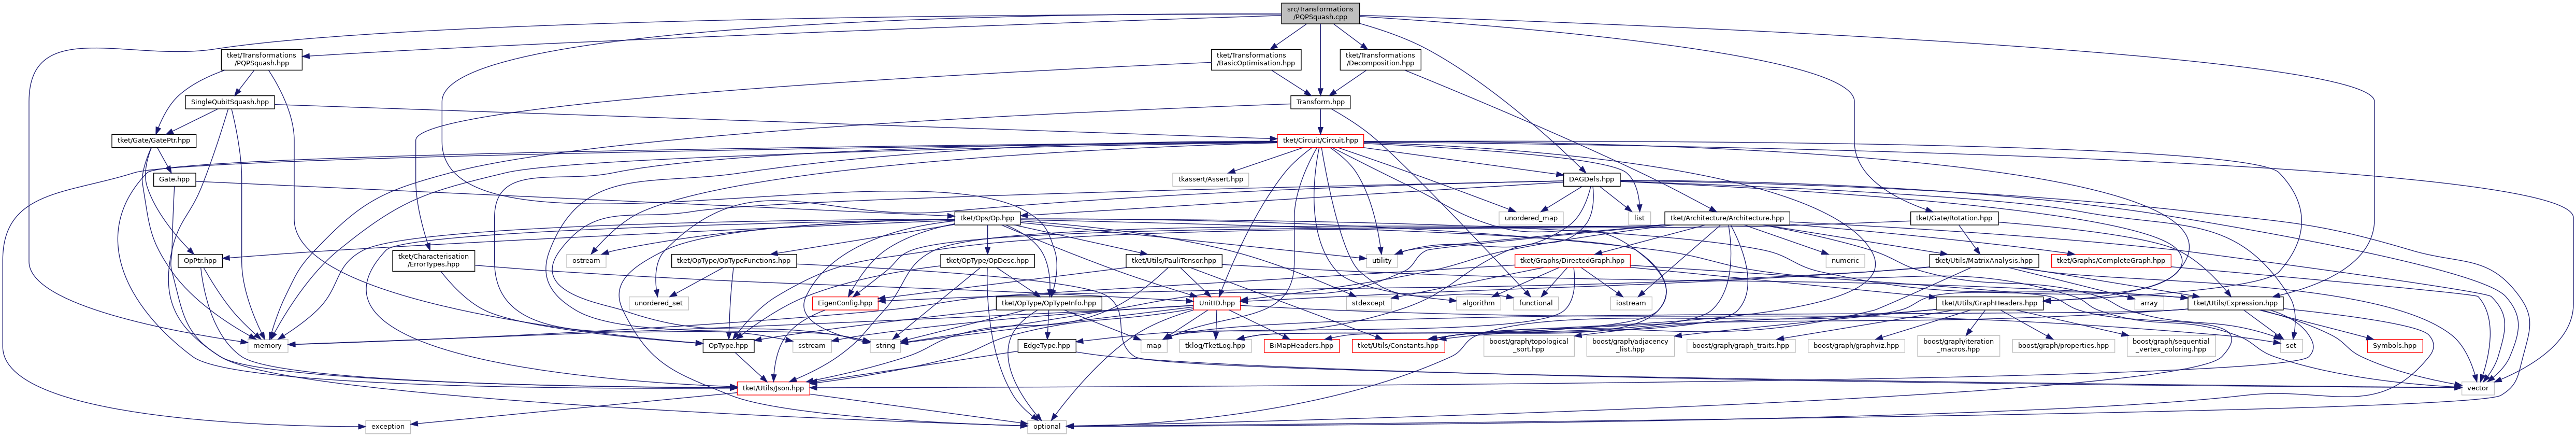 src/Transformations
/PQPSquash.cpp
tket/Transformations
/PQPSquash.hpp
tket/Transformations
/BasicOptimisation.hpp
tket/Transformations
/Decomposition.hpp
SingleQubitSquash.hpp
Transform.hpp
tket/Gate/GatePtr.hpp
tket/Circuit/Circuit.hpp
Gate.hpp
tkassert/Assert.hpp
DAGDefs.hpp
tket/Ops/Op.hpp
unordered_map
list
tket/Architecture/Architecture.hpp
tket/Gate/Rotation.hpp
OpPtr.hpp
tket/Characterisation
/ErrorTypes.hpp
ostream
tket/OpType/OpTypeFunctions.hpp
tket/OpType/OpDesc.hpp
tket/Utils/PauliTensor.hpp
utility
tket/Graphs/DirectedGraph.hpp
numeric
tket/Utils/MatrixAnalysis.hpp
tket/Graphs/CompleteGraph.hpp
unordered_set
EigenConfig.hpp
tket/OpType/OpTypeInfo.hpp
UnitID.hpp
stdexcept
algorithm
functional
iostream
tket/Utils/GraphHeaders.hpp
array
tket/Utils/Expression.hpp
memory
OpType.hpp
sstream
string
EdgeType.hpp
map
tklog/TketLog.hpp
BiMapHeaders.hpp
tket/Utils/Constants.hpp
boost/graph/topological
_sort.hpp
boost/graph/adjacency
_list.hpp
boost/graph/graph_traits.hpp
boost/graph/graphviz.hpp
boost/graph/iteration
_macros.hpp
boost/graph/properties.hpp
boost/graph/sequential
_vertex_coloring.hpp
set
Symbols.hpp
tket/Utils/Json.hpp
vector
exception
optional